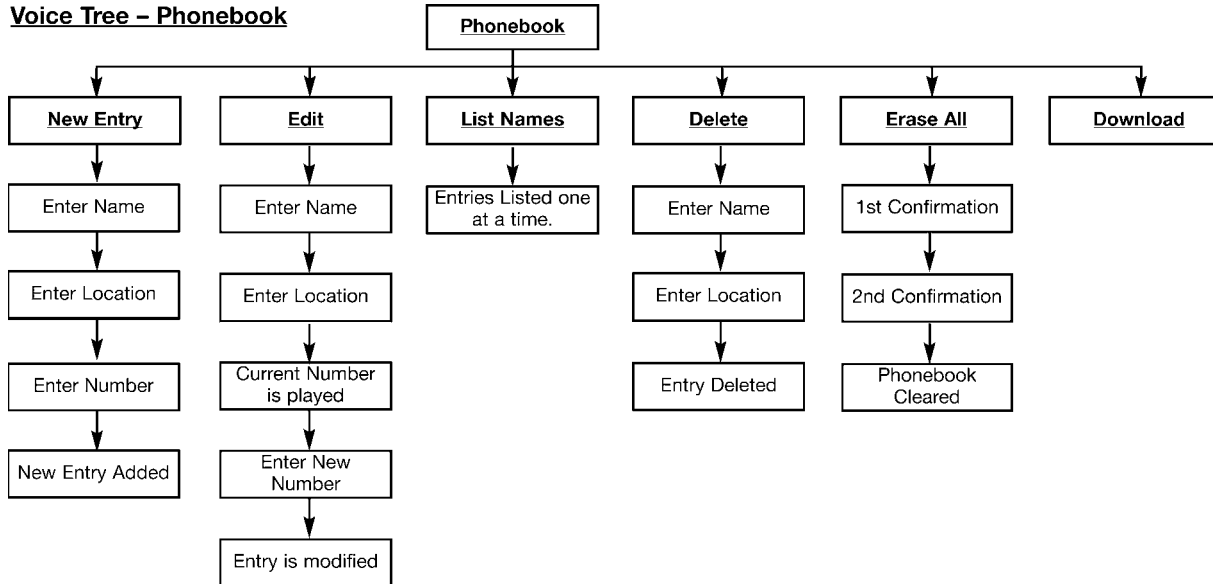 Voice Tree – Phonebook
Phonebook
New Entry
Edit
List Names
Delete
Erase All
Download
Enter Name
Enter Name
Entries Listed one
at a time.
Enter Name
1st Confirmation
Enter Location
Enter Location
Enter Location
2nd Confirmation
Enter Number
Current Number
is played
Entry Deleted
Phonebook
Cleared
New Entry Added
Enter New
Number
Entry is modified